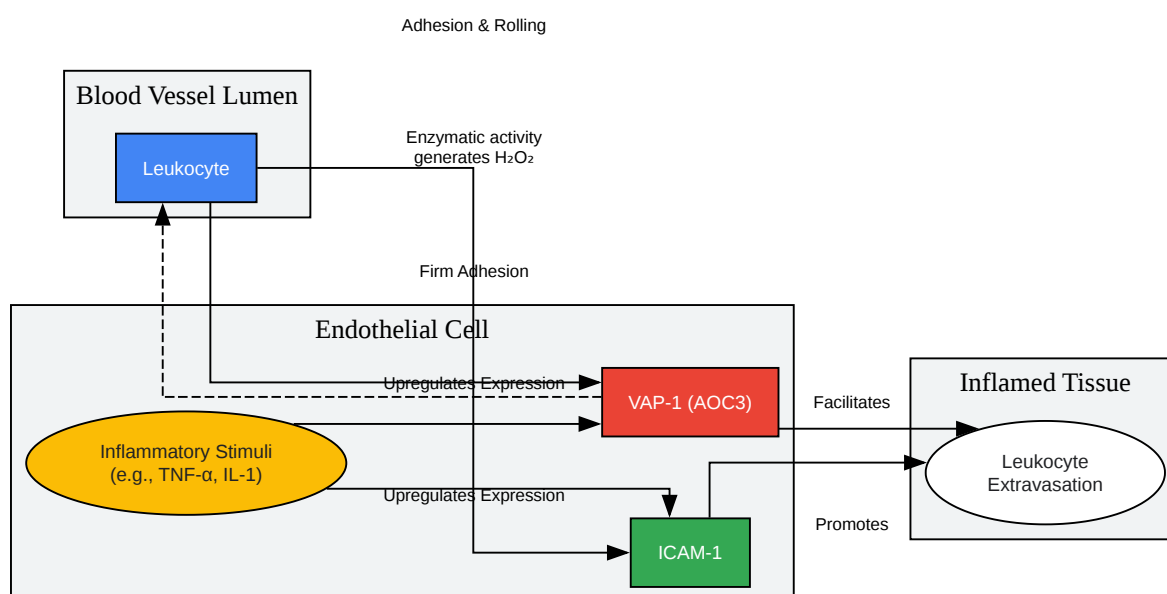 Adhesion & Rolling
Blood Vessel Lumen
Leukocyte
Enzymatic activity
generates H₂O₂
Firm Adhesion
Endothelial Cell
Upregulates Expression
VAP-1 (AOC3)
Inflammatory Stimuli
(e.g., TNF-α, IL-1)
Upregulates Expression
ICAM-1
Facilitates
Promotes
Inflamed Tissue
Leukocyte
Extravasation